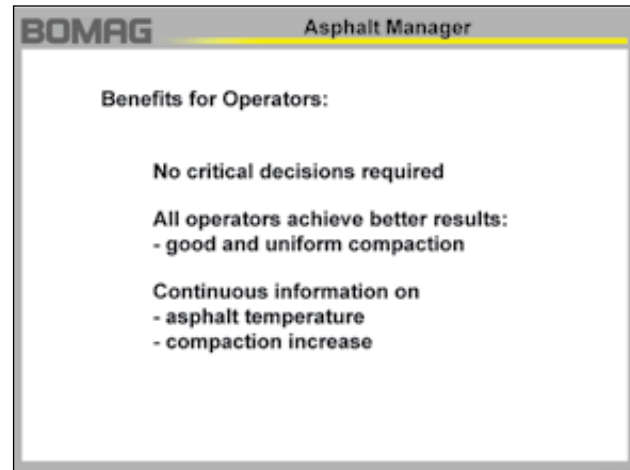 BOMAG
Asphalt Manager
Benefits for Operators:
No critical decisions required
All operators achieve better results:
- good and uniform compaction
Continuous information on
- asphalt temperature
- compaction increase